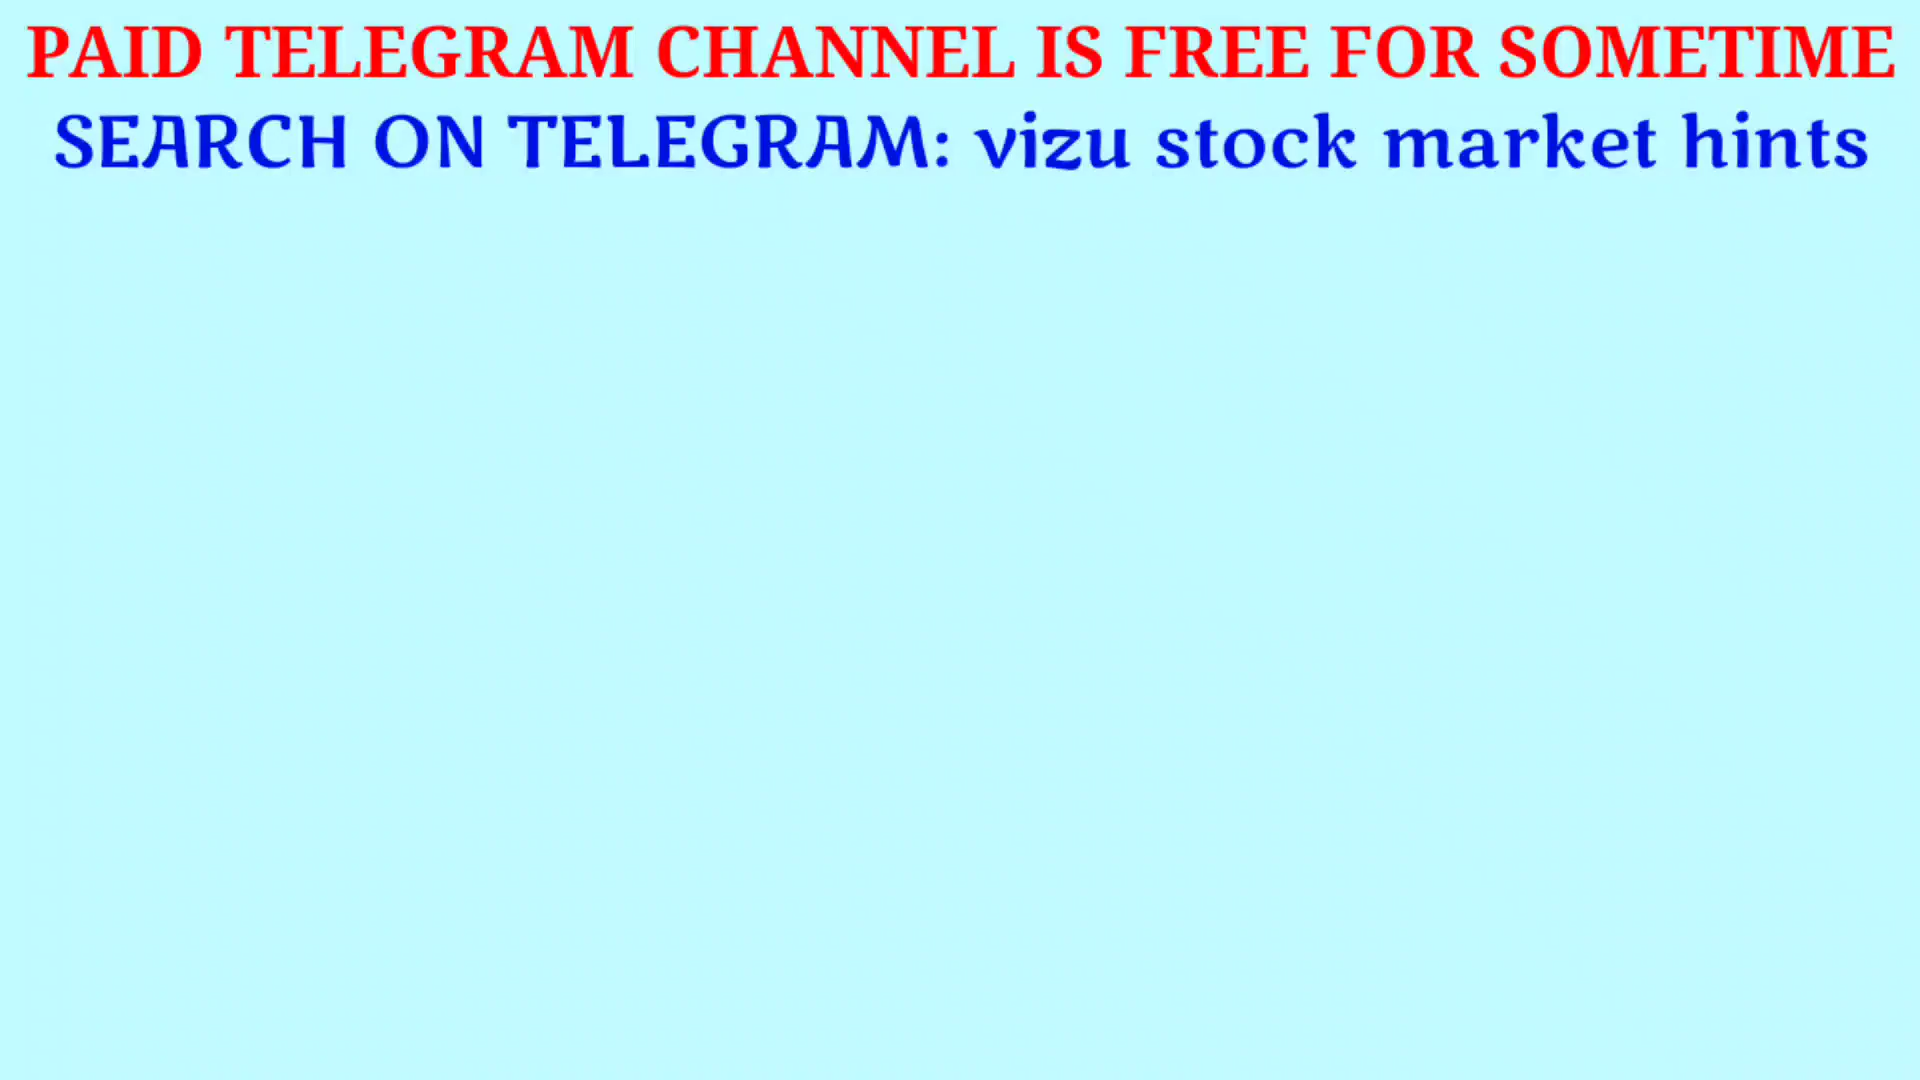 PAID TELEGRAM CHANNEL IS FREE FOR SOMETIME
SEARCH ON TELEGRAM: vizu stock market hints